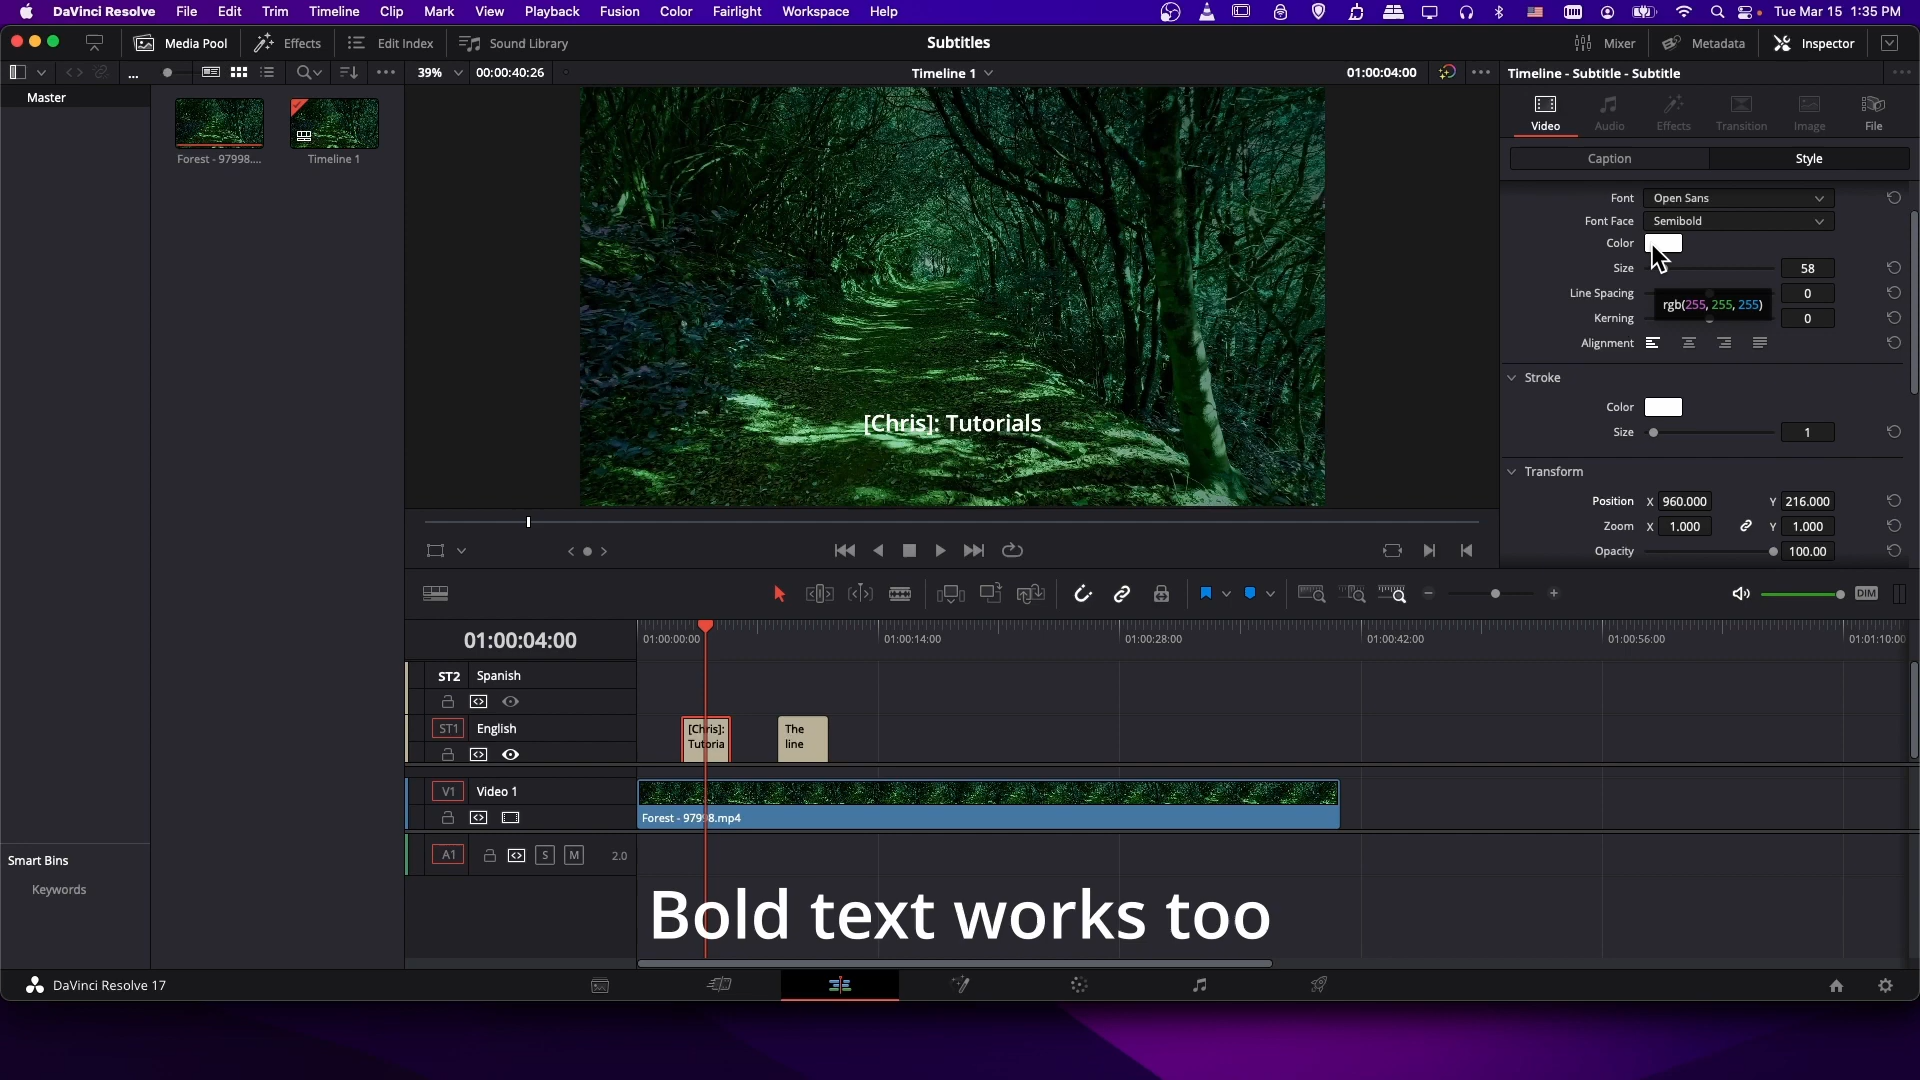 DaVinci Resolve File Edit Trim Timeline Clip Mark View Playback Fusion Color Fairlight Workspace Help Tue Mar 15 1:35 PM
Media Pool Effects Edit Index Sound Library Subtitles Mixer Metadata Inspector
39% 00:00:40:26 Timeline 1 01:00:04:00 Timeline - Subtitle - Subtitle
Master
Forest - 97998....
Timeline 1
Video Audio Effects Transition Image File
Caption Style
Font Open Sans
Font Face Semibold
Color
Size 58
Line Spacing 0
rgb(255, 255, 255)
Kerning 0
Alignment
Stroke
Color
Size 1
Transform
Position X 960.000 Y 216.000
Zoom X 1.000 Y 1.000
Opacity 100.00
[Chris]: Tutorials
DIM
01:00:04:00
01:00:00:00 01:00:14:00 01:00:28:00 01:00:42:00 01:00:56:00 01:01:10:00
ST2 Spanish
ST1 English
[Chris]:
Tutoria
The
line
V1 Video 1
Forest - 97998.mp4
A1 S M 2.0
Bold text works too
Smart Bins
Keywords
DaVinci Resolve 17